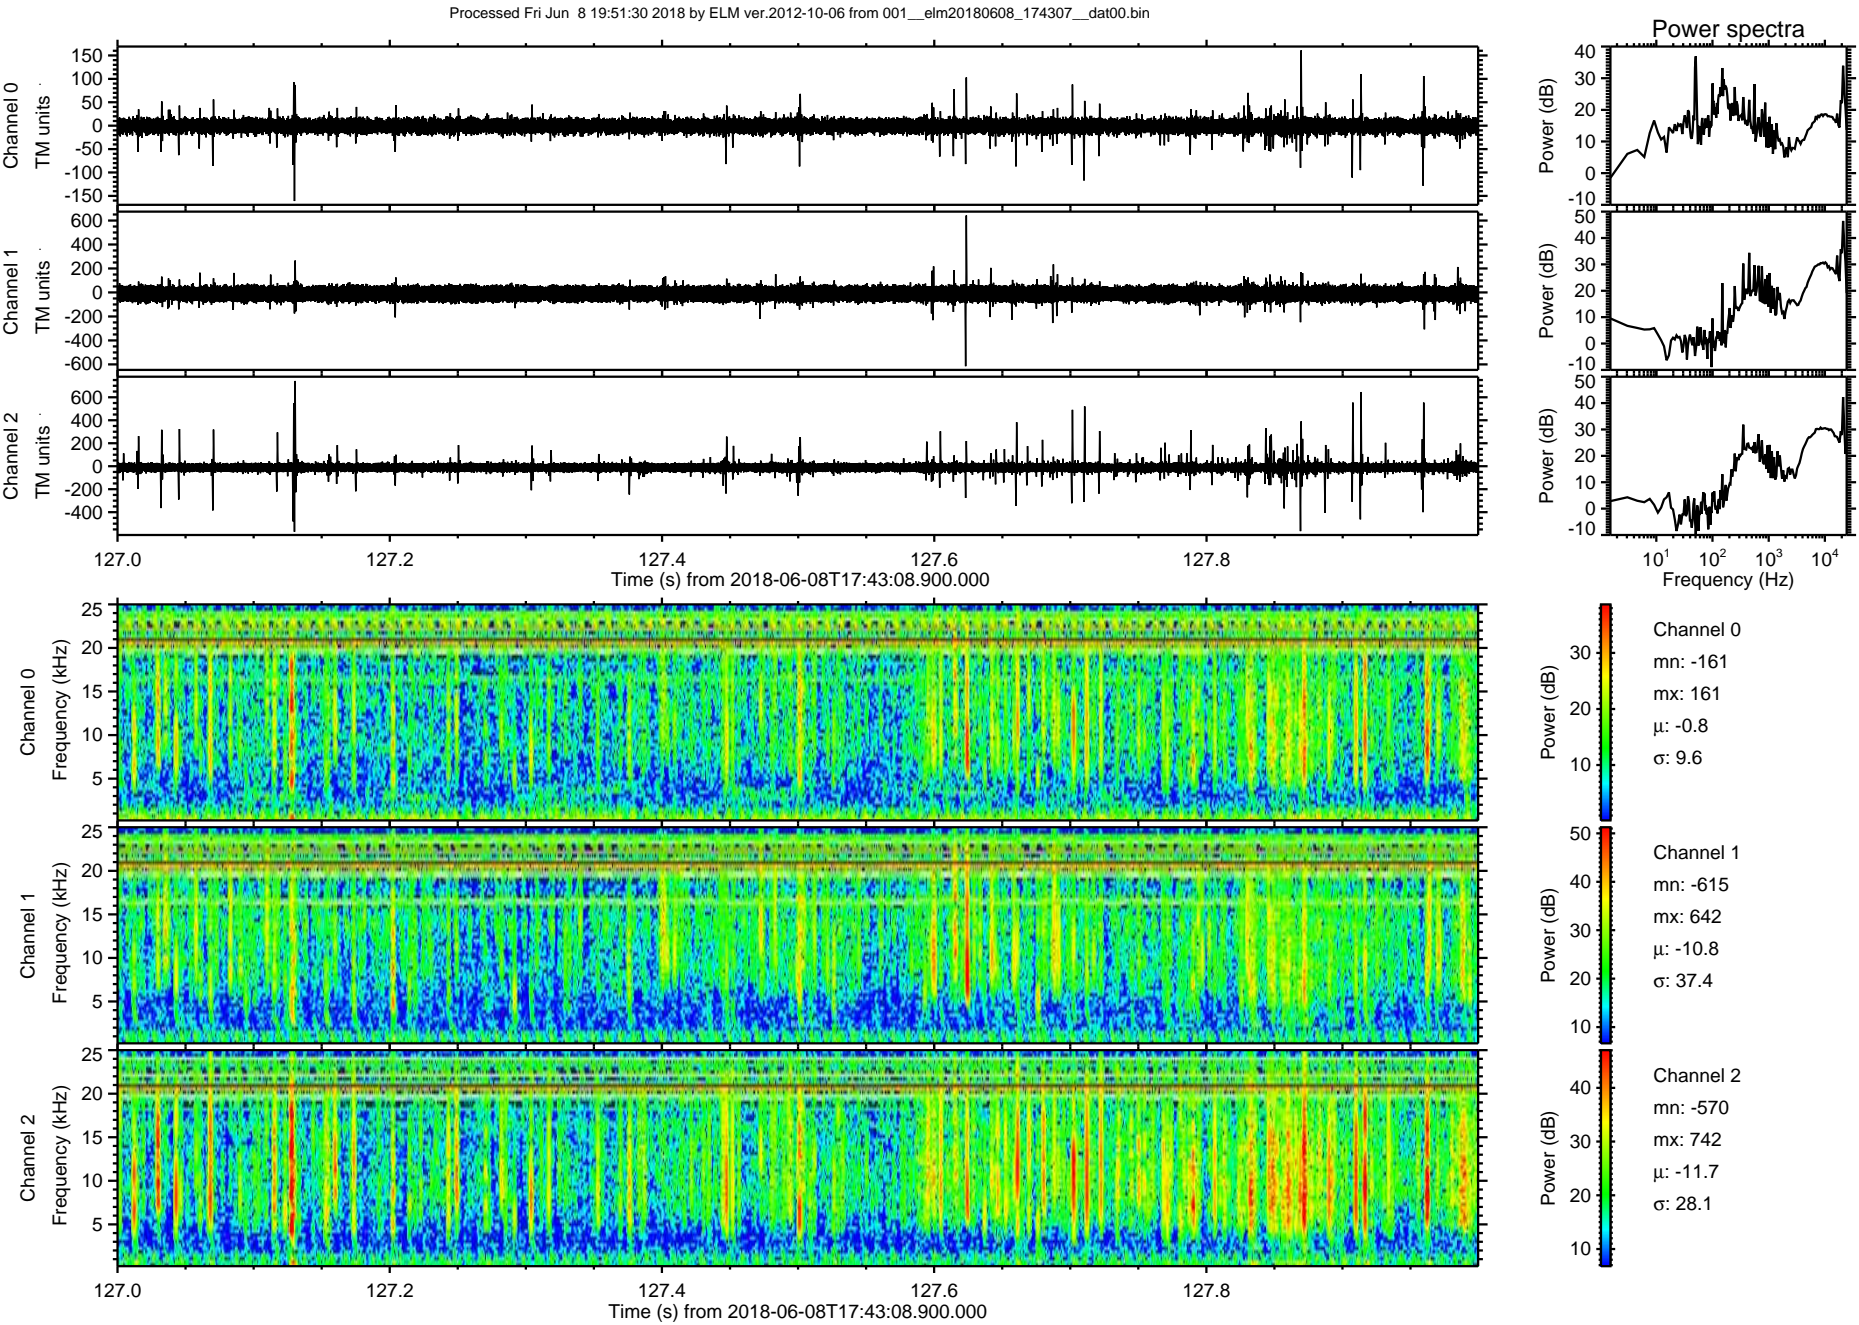 Processed Fri Jun  8 19:51:30 2018 by ELM ver.2012-10-06 from 001__elm20180608_174307__dat00.bin
Power spectra
Channel 0
TM units
150
100
50
0
-50
-100
-150
Power (dB)
40
30
20
10
0
-10
Channel 1
TM units
600
400
200
0
-200
-400
-600
Power (dB)
50
40
30
20
10
0
-10
Channel 2
TM units
600
400
200
0
-200
-400
Power (dB)
50
40
30
20
10
0
-10
127.0 127.2 127.4 127.6 127.8
Time (s) from 2018-06-08T17:43:08.900.000
10¹ 10² 10³ 10⁴
Frequency (Hz)
Channel 0
Frequency (kHz)
25
20
15
10
5
Power (dB)
30
20
10
Channel 0
mn: -161
mx: 161
μ: -0.8
σ: 9.6
Channel 1
Frequency (kHz)
25
20
15
10
5
Power (dB)
50
40
30
20
10
Channel 1
mn: -615
mx: 642
μ: -10.8
σ: 37.4
Channel 2
Frequency (kHz)
25
20
15
10
5
Power (dB)
40
30
20
10
Channel 2
mn: -570
mx: 742
μ: -11.7
σ: 28.1
127.0 127.2 127.4 127.6 127.8
Time (s) from 2018-06-08T17:43:08.900.000